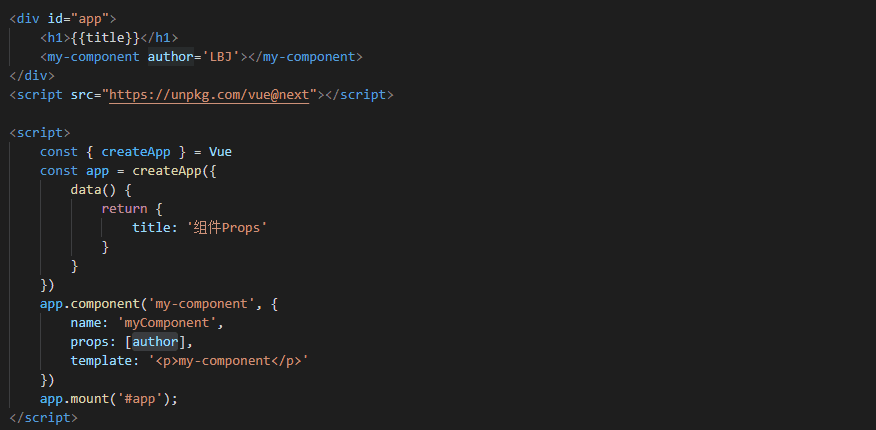 <div id="app">
    <h1>{{title}}</h1>
    <my-component author='LBJ'></my-component>
</div>
<script src="https://unpkg.com/vue@next"></script>

<script>
    const { createApp } = Vue
    const app = createApp({
        data() {
            return {
                title: '组件Props'
            }
        }
    })
    app.component('my-component', {
        name: 'myComponent',
        props: [author],
        template: '<p>my-component</p>'
    })
    app.mount('#app');
</script>